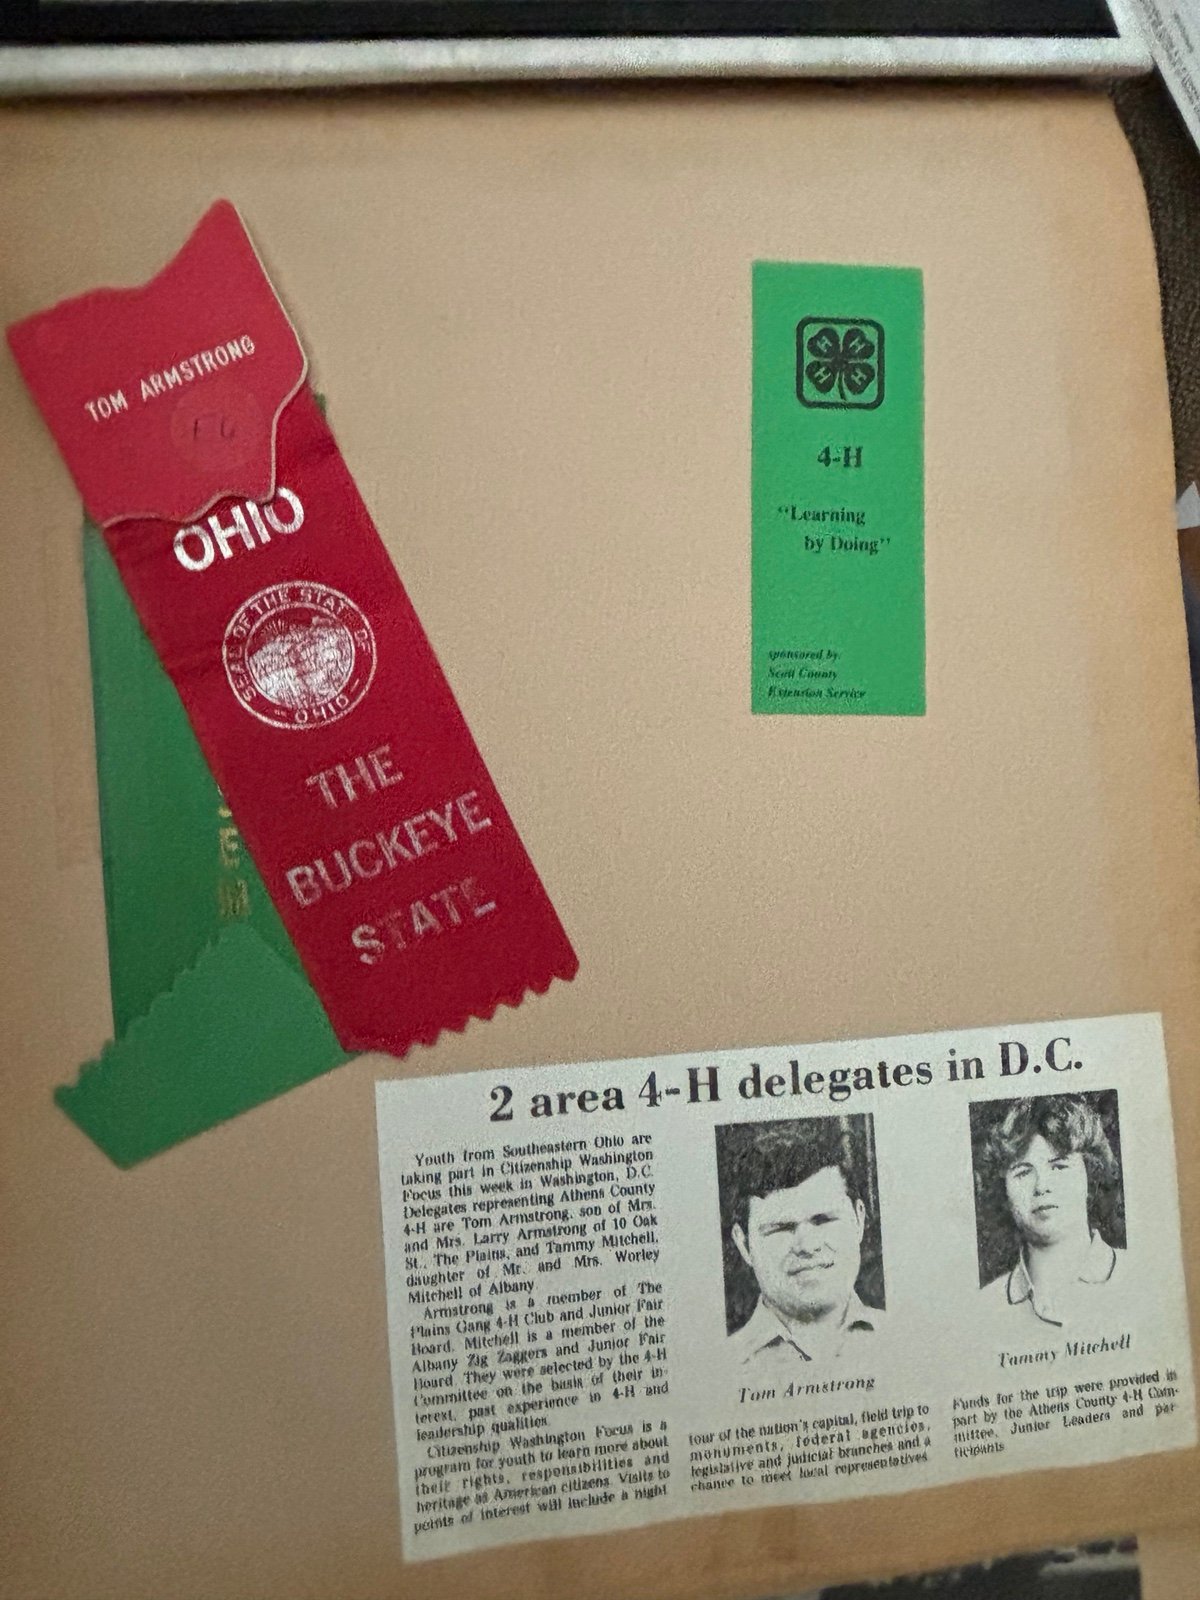 TOM ARMSTRONG
F6
OHIO
SEAL OF THE STATE OF
OHIO
THE
BUCKEYE
STATE
E
M
H H
H H
4-H
“Learning
by Doing”
sponsored by
Scott County
Extension Service
2 area 4-H delegates in D.C.
Youth from Southeastern Ohio are
taking part in Citizenship Washington
Focus this week in Washington, D.C.
Delegates representing Athens County
4-H are Tom Armstrong, son of Mrs.
and Mrs. Larry Armstrong of 10 Oak
St., The Plains, and Tammy Mitchell,
daughter of Mr. and Mrs. Worley
Mitchell of Albany.
Armstrong is a member of The
Plains Gang 4-H Club and Junior Fair
Board. Mitchell is a member of the
Albany Zig Zaggers and Junior Fair
Board. They were selected by the 4-H
Committee on the basis of their in-
terest, past experience in 4-H and
leadership qualities.
Citizenship Washington Focus is a
program for youth to learn more about
their rights, responsibilities and
heritage as American citizens. Visits to
points of interest will include a night
Tom Armstrong
tour of the nation's capital, field trip to
monuments, federal agencies,
legislative and judicial branches and a
chance to meet local representatives.
Tammy Mitchell
Funds for the trip were provided in
part by the Athens County 4-H Com-
mittee, Junior Leaders and par-
ticipants.